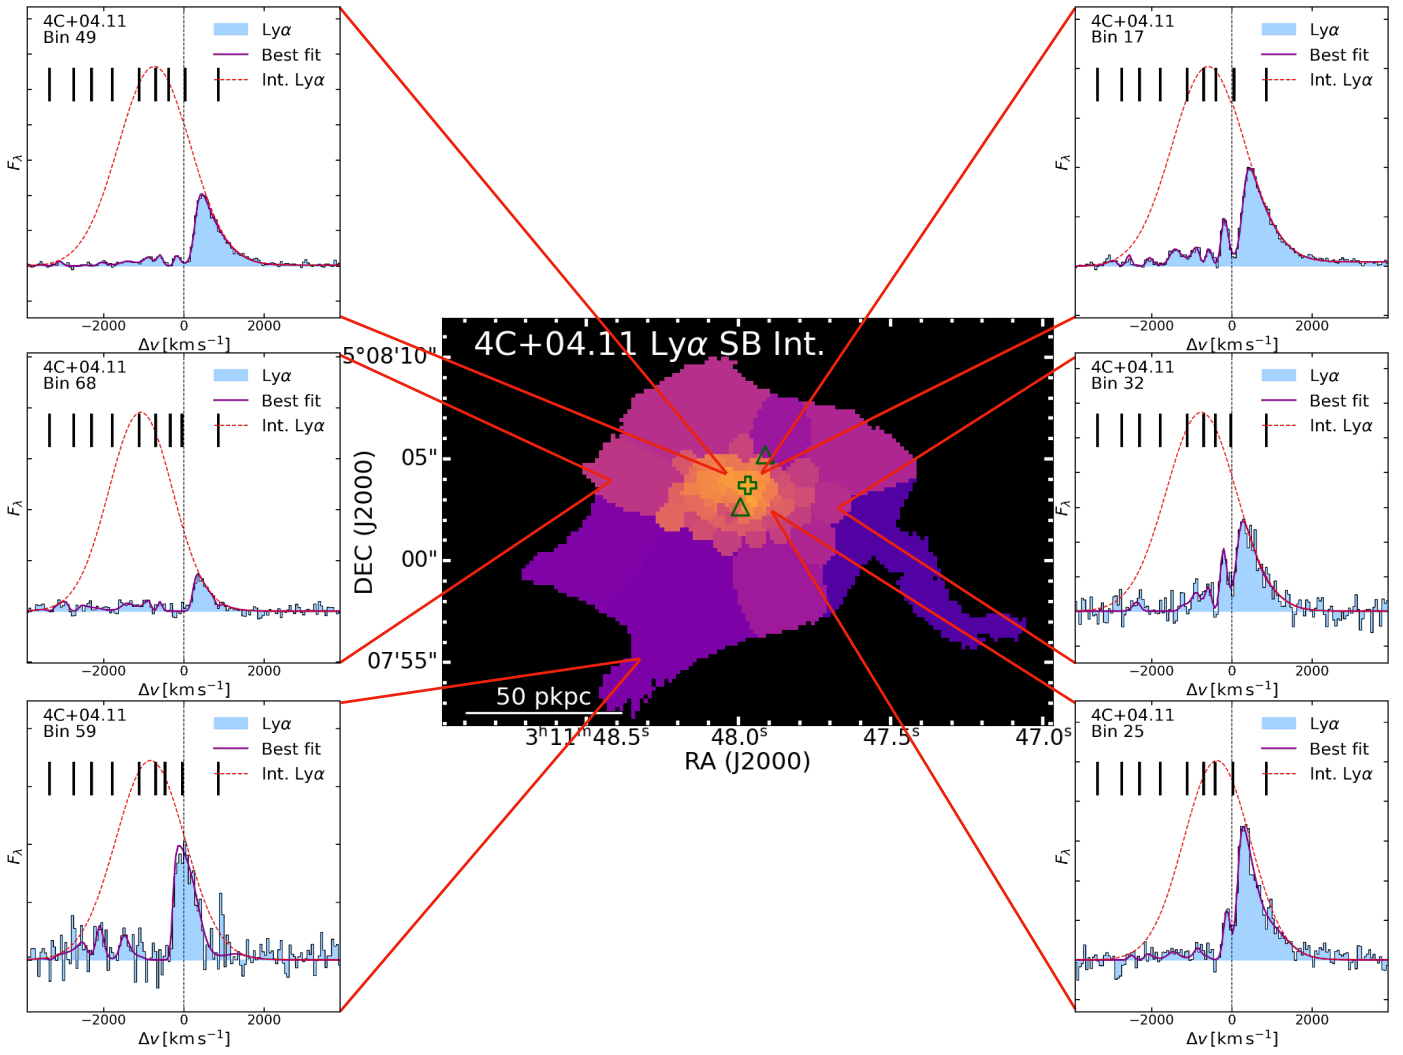 4C+04.11
Bin 49
Lyα
Best fit
Int. Lyα
Fλ
−2000 0 2000
Δv [km s⁻¹]
4C+04.11
Bin 68
Lyα
Best fit
Int. Lyα
Fλ
−2000 0 2000
Δv [km s⁻¹]
4C+04.11
Bin 59
Lyα
Best fit
Int. Lyα
Fλ
−2000 0 2000
Δv [km s⁻¹]
4C+04.11 Lyα SB Int.
5°08'10"
05"
00"
07'55"
DEC (J2000)
50 pkpc
3ʰ11ᵐ48.5ˢ 48.0ˢ 47.5ˢ 47.0ˢ
RA (J2000)
4C+04.11
Bin 17
Lyα
Best fit
Int. Lyα
Fλ
−2000 0 2000
Δv [km s⁻¹]
4C+04.11
Bin 32
Lyα
Best fit
Int. Lyα
Fλ
−2000 0 2000
Δv [km s⁻¹]
4C+04.11
Bin 25
Lyα
Best fit
Int. Lyα
Fλ
−2000 0 2000
Δv [km s⁻¹]